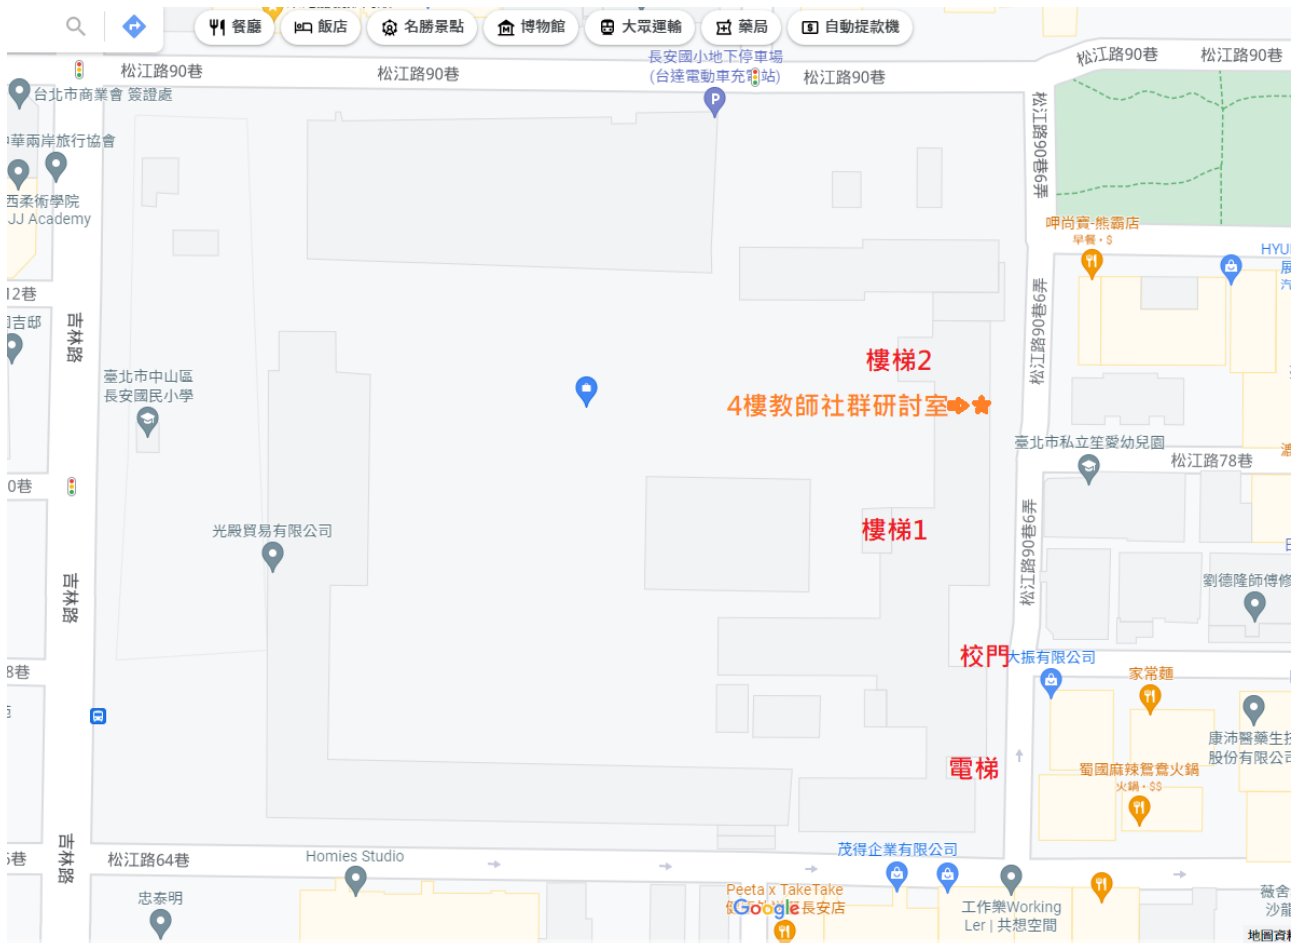 餐廳
飯店
名勝景點
博物館
大眾運輸
藥局
自動提款機
長安國小地下停車場
(台達電動車充電站)
松江路90巷
松江路90巷
松江路90巷
松江路90巷
松江路90巷
台北市商業會 簽證處
中華兩岸旅行協會
西柔術學院
JJ Academy
松江路90巷6弄
呷尚寶-熊霸店
早餐・$
HYU
12巷
吉林路
松江路90巷6弄
臺北市中山區
長安國民小學
樓梯2
4樓教師社群研討室
臺北市私立笙愛幼兒園
松江路78巷
0巷
光殿貿易有限公司
樓梯1
松江路90巷6弄
吉林路
劉德隆師傅修
校門
大振有限公司
8巷
家常麵
康沛醫藥生技
股份有限公司
電梯
蜀國麻辣鴛鴦火鍋
火鍋・$$
吉林路
松江路64巷
Homies Studio
茂得企業有限公司
忠泰明
Peeta x TakeTake
長安店
Google
工作樂Working
Ler | 共想空間
薇舍
沙龍
地圖資料